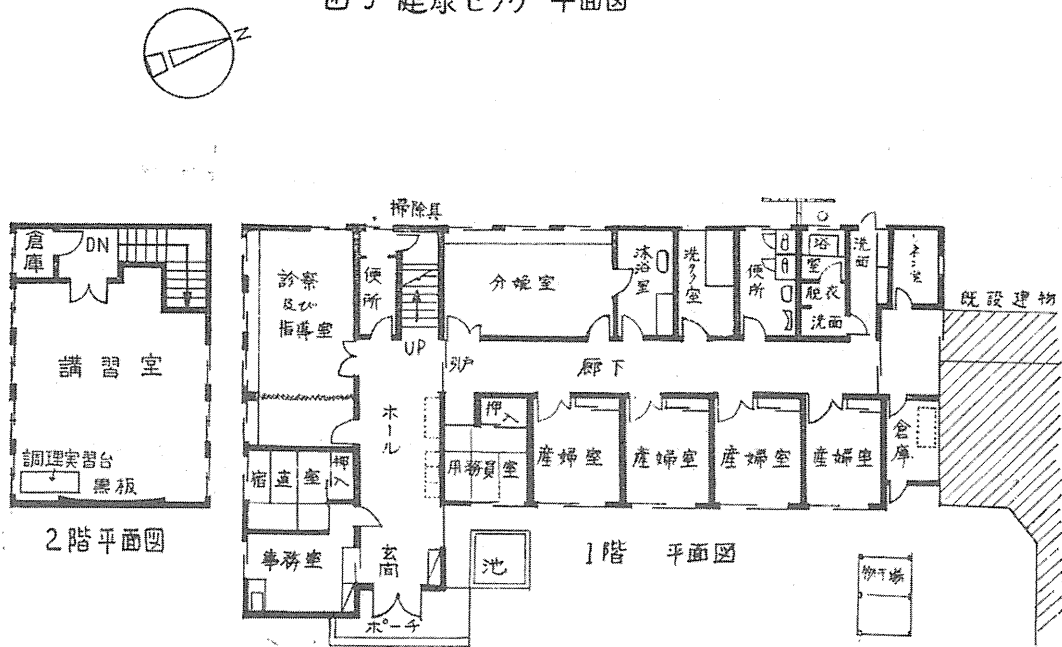 健康センター 平面図
N
倉庫
DN
講習室
調理実習台
黒板
2階平面図
掃除具
診察
及び
指導室
便所
UP
ホール
宿直室
押入
事務室
玄関
ポーチ
分娩室
沐浴室
洗タク室
便所
浴室
脱衣
洗面
洗面
リネン室
引戸
廊下
押入
用務員室
産婦室
産婦室
産婦室
産婦室
倉庫
既設建物
池
1階 平面図
物干場